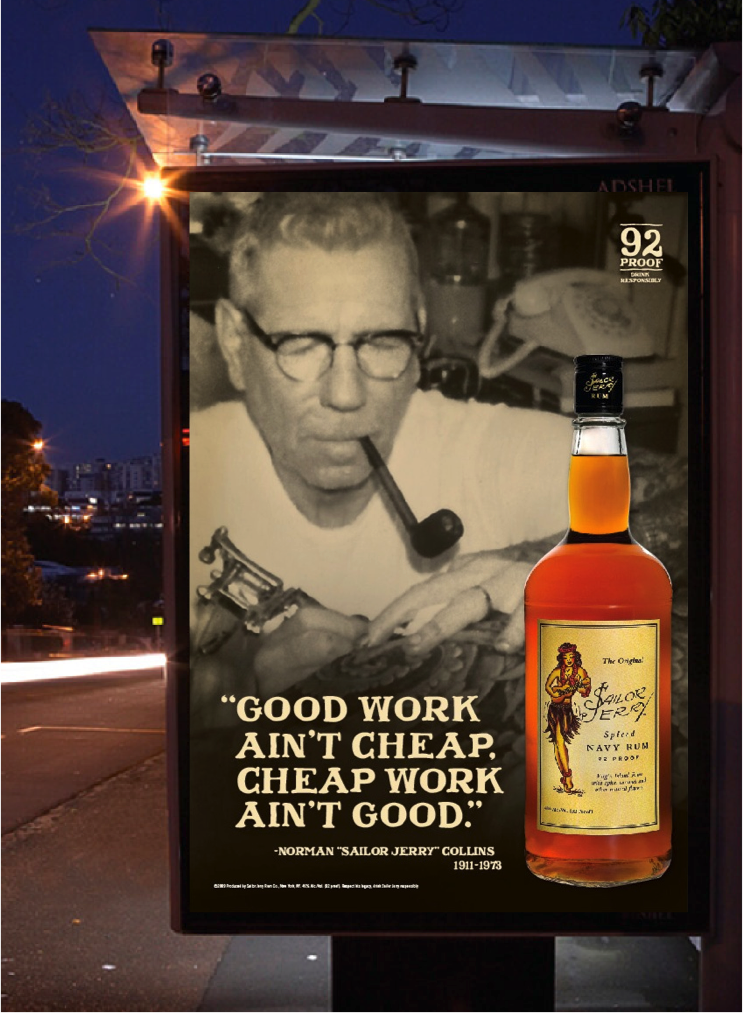 ADSHEL
92
PROOF
DRINK
RESPONSIBLY
SAILOR
JERRY
RUM
The Original
SAILOR
JERRY
Spiced
NAVY RUM
92 PROOF
“GOOD WORK
AIN’T CHEAP,
CHEAP WORK
AIN’T GOOD.”
-NORMAN “SAILOR JERRY” COLLINS
1911-1973